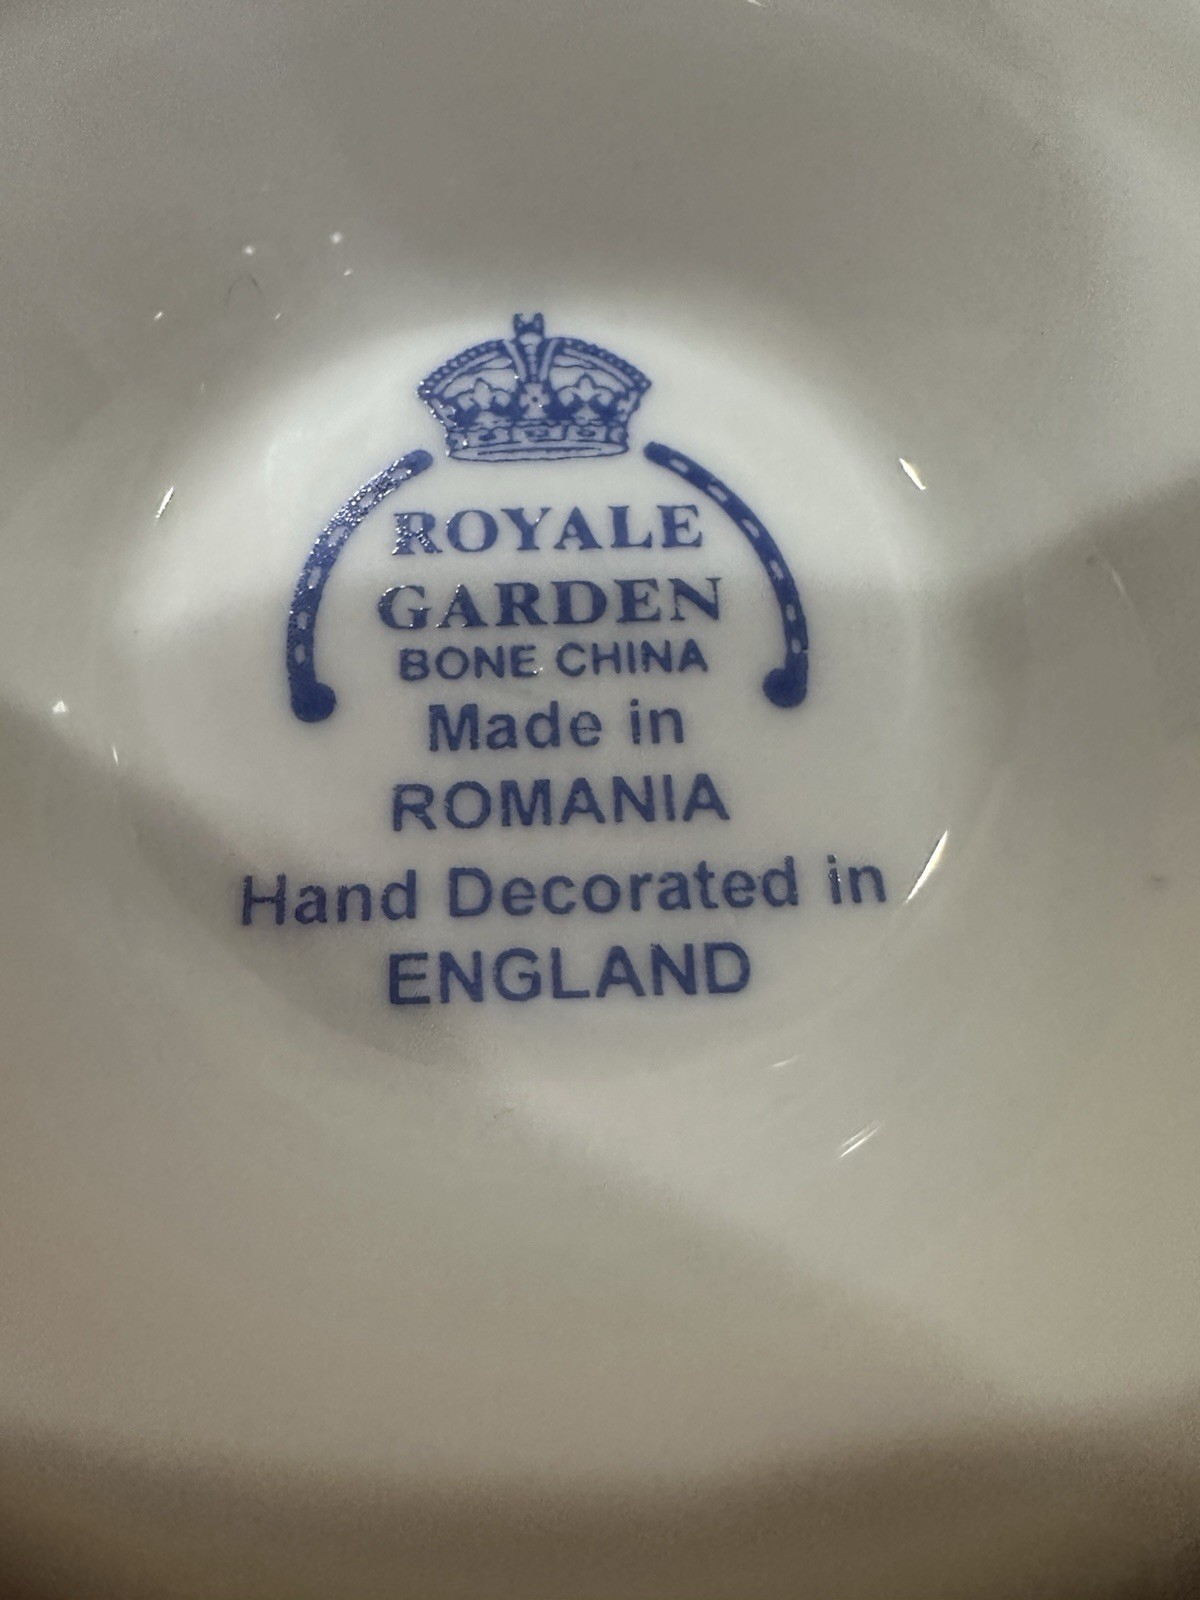 ROYALE
GARDEN
BONE CHINA
Made in
ROMANIA
Hand Decorated in
ENGLAND